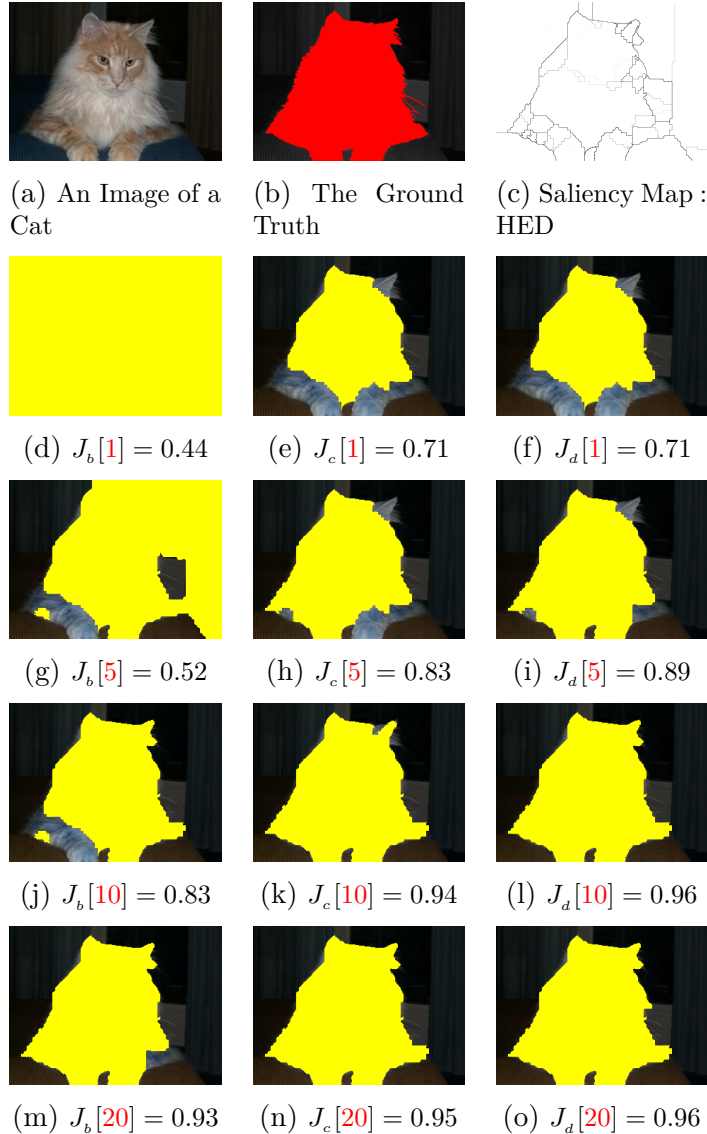 (a) An Image of a Cat
(b) The Ground Truth
(c) Saliency Map : HED
(d) J_b[1] = 0.44
(e) J_c[1] = 0.71
(f) J_d[1] = 0.71
(g) J_b[5] = 0.52
(h) J_c[5] = 0.83
(i) J_d[5] = 0.89
(j) J_b[10] = 0.83
(k) J_c[10] = 0.94
(l) J_d[10] = 0.96
(m) J_b[20] = 0.93
(n) J_c[20] = 0.95
(o) J_d[20] = 0.96